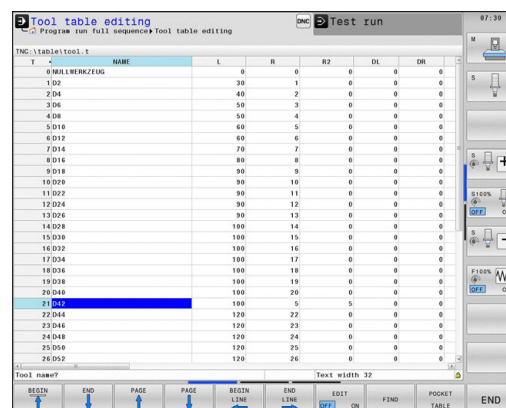 Tool table editing
DNC
Test run
07:30
Program run full sequence▸Tool table editing
TNC:\table\tool.t
T NAME L R R2 DL DR
0 NULLWERKZEUG 0 0 0 0 0
1 D2 30 1 0 0 0
2 D4 40 2 0 0 0
3 D6 50 3 0 0 0
4 D8 50 4 0 0 0
5 D10 60 5 0 0 0
6 D12 60 6 0 0 0
7 D14 70 7 0 0 0
8 D16 80 8 0 0 0
9 D18 90 9 0 0 0
10 D20 90 10 0 0 0
11 D22 90 11 0 0 0
12 D24 90 12 0 0 0
13 D26 90 13 0 0 0
14 D28 100 14 0 0 0
15 D30 100 15 0 0 0
16 D32 100 16 0 0 0
17 D34 100 17 0 0 0
18 D36 100 18 0 0 0
19 D38 100 19 0 0 0
20 D40 100 20 0 0 0
21 D42 100 5 5 0 0
22 D44 120 22 0 0 0
23 D46 120 23 0 0 0
24 D48 120 24 0 0 0
25 D50 120 25 0 0 0
26 D52 120 26 0 0 0
Tool name?
Text width 32
M
S
S
S100%
OFF
S
F100% W
OFF
BEGIN
END
PAGE
PAGE
BEGIN
LINE
END
LINE
EDIT
OFF ON
FIND
POCKET
TABLE
END